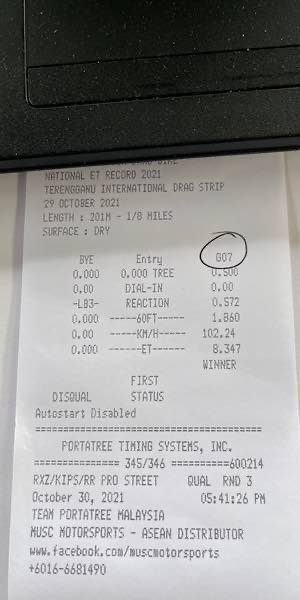 NATIONAL ET RECORD 2021
TERENGGANU INTERNATIONAL DRAG STRIP
29 OCTOBER 2021
LENGTH : 201M - 1/8 MILES
SURFACE : DRY
BYE Entry G07
0.000 0.000 TREE 0.500
0.00 DIAL-IN 0.00
-LB3- REACTION 0.572
0.000 -----60FT----- 1.860
0.00 -----KM/H----- 102.24
0.000 ------ET------ 8.347
WINNER
FIRST
DISQUAL STATUS
Autostart Disabled
========================================
PORTATREE TIMING SYSTEMS, INC.
=============== 345/346 ==========600214
RXZ/KIPS/RR PRO STREET QUAL RND 3
October 30, 2021 05:41:26 PM
TEAM PORTATREE MALAYSIA
MUSC MOTORSPORTS - ASEAN DISTRIBUTOR
www.facebook.com/muscmotorsports
+6016-6681490